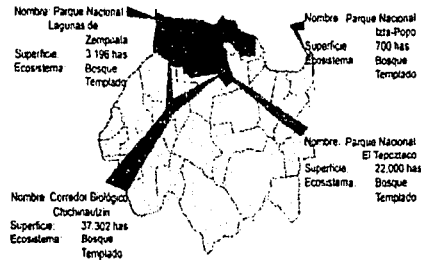 Nombre: Parque Nacional
Lagunas de
Zempuala
Superficie: 3 196 has
Ecosistema: Bosque
Templado
Nombre: Parque Nacional
Izta-Popo
Superficie: 700 has
Ecosistema: Bosque
Templado
Nombre: Parque Nacional
El Tepozteco
Superficie: 22,000 has
Ecosistema: Bosque
Templado
Nombre: Corredor Biológico
Chichinautzin
Superficie: 37.302 has
Ecosistema: Bosque
Templado